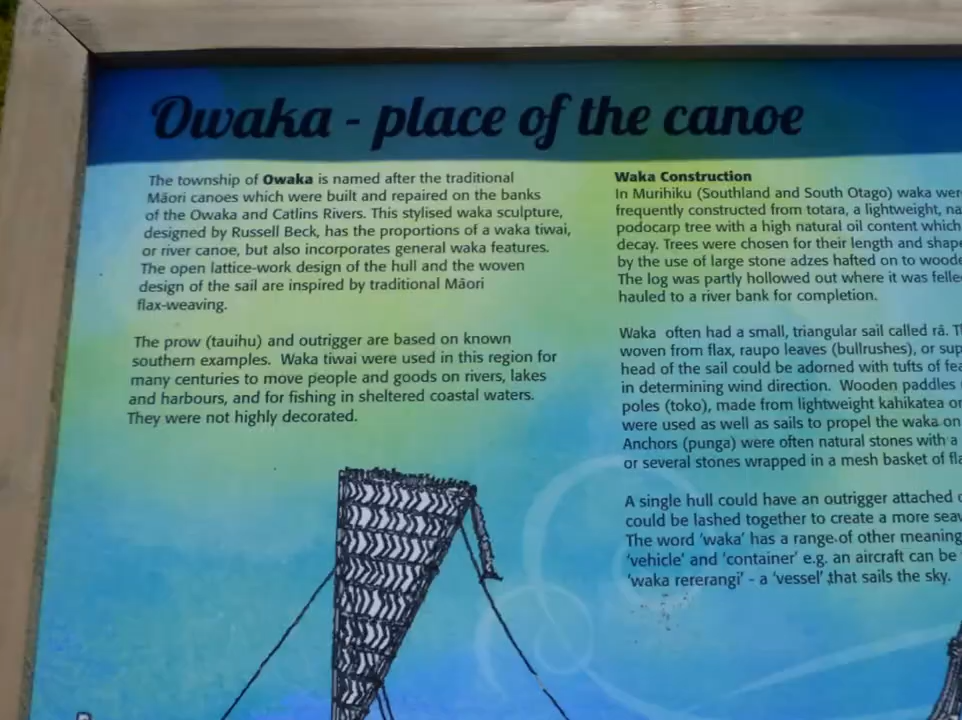 Owaka - place of the canoe
The township of Owaka is named after the traditional
Māori canoes which were built and repaired on the banks
of the Owaka and Catlins Rivers. This stylised waka sculpture,
designed by Russell Beck, has the proportions of a waka tiwai,
or river canoe, but also incorporates general waka features.
The open lattice-work design of the hull and the woven
design of the sail are inspired by traditional Māori
flax-weaving.
The prow (tauihu) and outrigger are based on known
southern examples. Waka tiwai were used in this region for
many centuries to move people and goods on rivers, lakes
and harbours, and for fishing in sheltered coastal waters.
They were not highly decorated.
Waka Construction
In Murihiku (Southland and South Otago) waka wer
frequently constructed from totara, a lightweight, na
podocarp tree with a high natural oil content which
decay. Trees were chosen for their length and shape
by the use of large stone adzes hafted on to woode
The log was partly hollowed out where it was felle
hauled to a river bank for completion.
Waka often had a small, triangular sail called rā. T
woven from flax, raupo leaves (bullrushes), or sup
head of the sail could be adorned with tufts of fea
in determining wind direction. Wooden paddles
poles (toko), made from lightweight kahikatea or
were used as well as sails to propel the waka on
Anchors (punga) were often natural stones with a
or several stones wrapped in a mesh basket of fla
A single hull could have an outrigger attached
could be lashed together to create a more seaw
The word 'waka' has a range of other meaning
'vehicle' and 'container' e.g. an aircraft can be
'waka rererangi' - a 'vessel' that sails the sky.